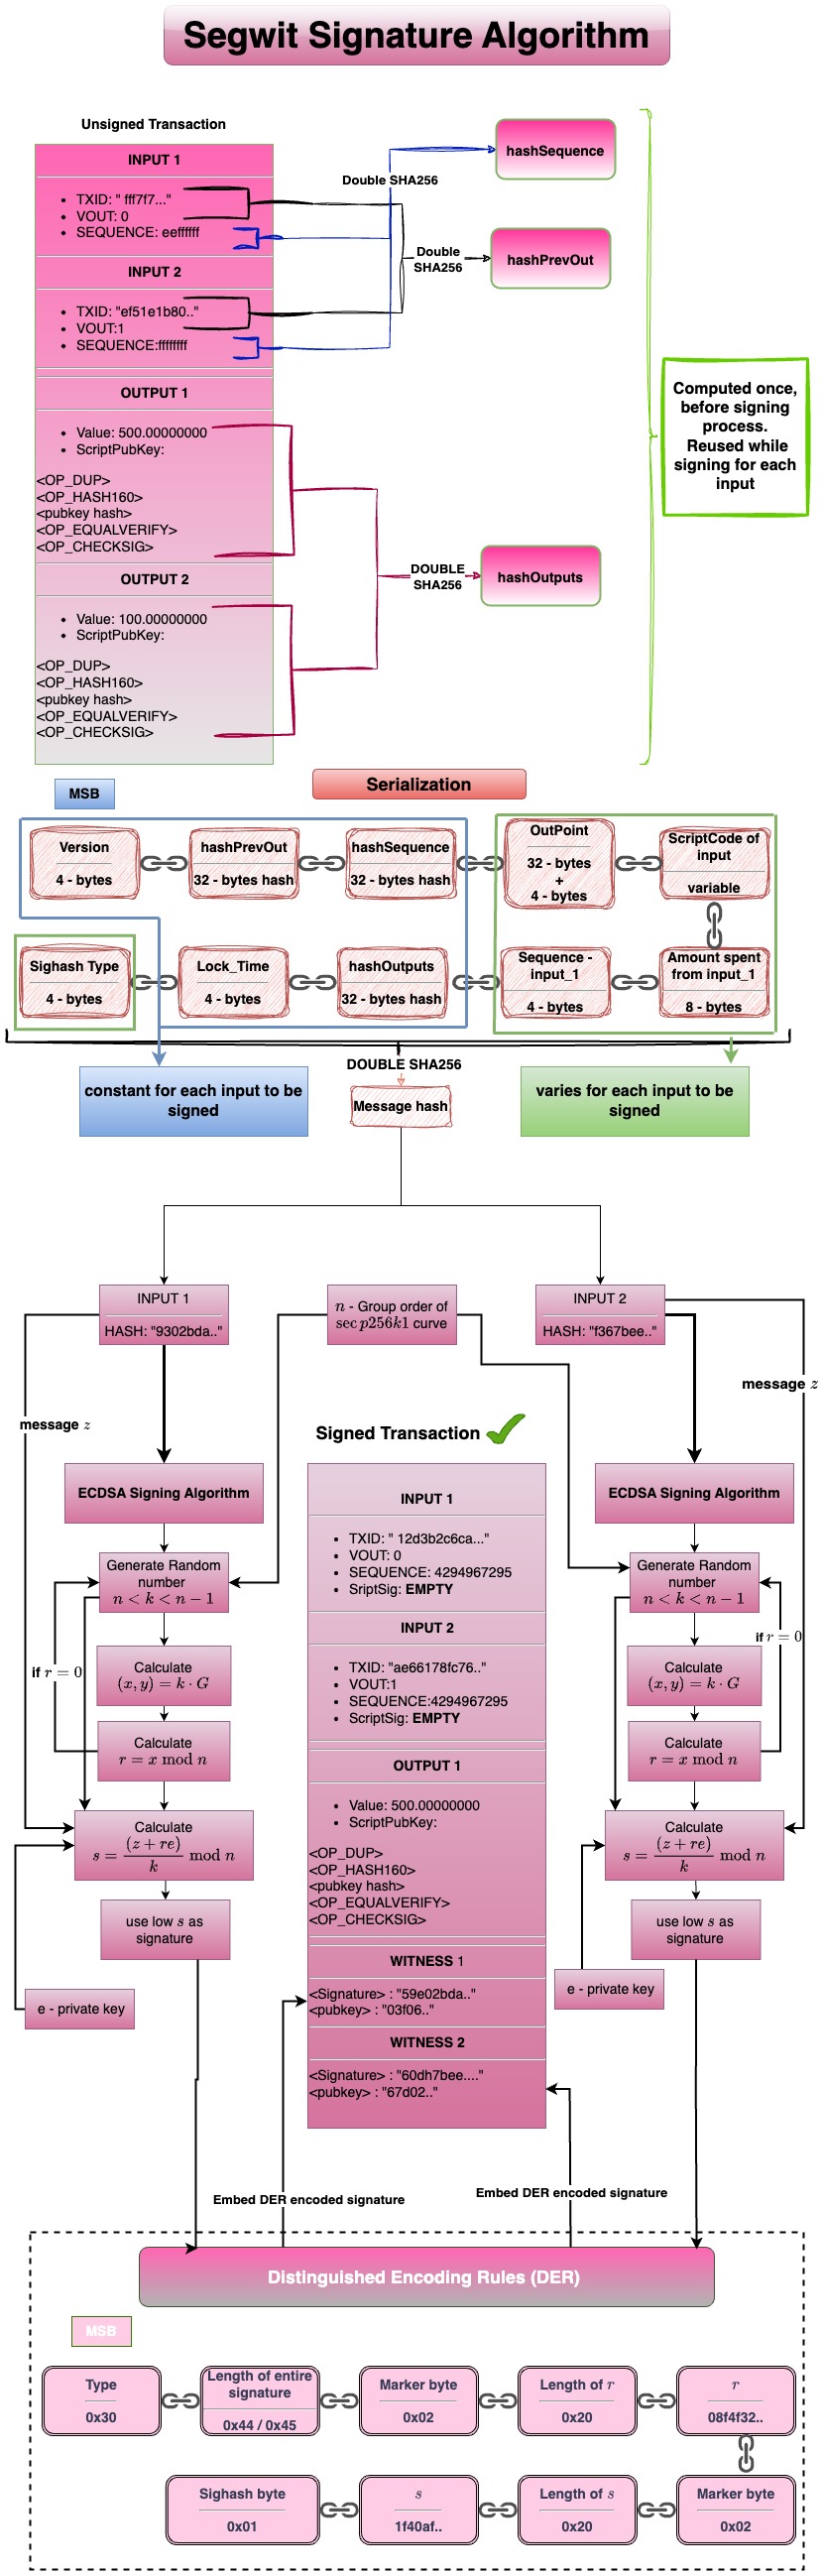 Segwit Signature Algorithm
Unsigned Transaction
INPUT 1
• TXID: " fff7f7..."
• VOUT: 0
• SEQUENCE: eeffffff
INPUT 2
• TXID: "ef51e1b80.."
• VOUT:1
• SEQUENCE:ffffffff
OUTPUT 1
• Value: 500.00000000
• ScriptPubKey:
<OP_DUP>
<OP_HASH160>
<pubkey hash>
<OP_EQUALVERIFY>
<OP_CHECKSIG>
OUTPUT 2
• Value: 100.00000000
• ScriptPubKey:
<OP_DUP>
<OP_HASH160>
<pubkey hash>
<OP_EQUALVERIFY>
<OP_CHECKSIG>
Double SHA256
hashSequence
Double
SHA256
hashPrevOut
DOUBLE
SHA256
hashOutputs
Computed once,
before signing
process.
Reused while
signing for each
input
MSB
Serialization
Version
4 - bytes
hashPrevOut
32 - bytes hash
hashSequence
32 - bytes hash
OutPoint
32 - bytes
+
4 - bytes
ScriptCode of
input
variable
Sighash Type
4 - bytes
Lock_Time
4 - bytes
hashOutputs
32 - bytes hash
Sequence -
input_1
4 - bytes
Amount spent
from input_1
8 - bytes
DOUBLE SHA256
constant for each input to be
signed
Message hash
varies for each input to be
signed
INPUT 1
HASH: "9302bda.."
n - Group order of
sec p256k1 curve
INPUT 2
HASH: "f367bee.."
message z
message z
Signed Transaction
ECDSA Signing Algorithm
Generate Random
number
n < k < n − 1
if r = 0
Calculate
(x, y) = k · G
Calculate
r = x mod n
Calculate
s = (z + re) / k mod n
use low s as
signature
e - private key
INPUT 1
• TXID: " 12d3b2c6ca..."
• VOUT: 0
• SEQUENCE: 4294967295
• SriptSig: EMPTY
INPUT 2
• TXID: "ae66178fc76.."
• VOUT:1
• SEQUENCE:4294967295
• ScriptSig: EMPTY
OUTPUT 1
• Value: 500.00000000
• ScriptPubKey:
<OP_DUP>
<OP_HASH160>
<pubkey hash>
<OP_EQUALVERIFY>
<OP_CHECKSIG>
WITNESS 1
<Signature> : "59e02bda.."
<pubkey> : "03f06.."
WITNESS 2
<Signature> : "60dh7bee...."
<pubkey> : "67d02.."
ECDSA Signing Algorithm
Generate Random
number
n < k < n − 1
if r = 0
Calculate
(x, y) = k · G
Calculate
r = x mod n
Calculate
s = (z + re) / k mod n
use low s as
signature
e - private key
Embed DER encoded signature
Embed DER encoded signature
Distinguished Encoding Rules (DER)
MSB
Type
0x30
Length of entire
signature
0x44 / 0x45
Marker byte
0x02
Length of r
0x20
r
08f4f32..
Sighash byte
0x01
s
1f40af..
Length of s
0x20
Marker byte
0x02